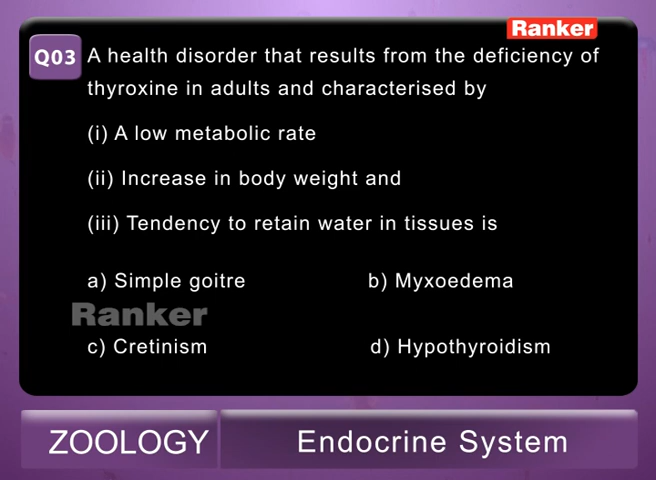 Ranker
Q03 A health disorder that results from the deficiency of
thyroxine in adults and characterised by
(i) A low metabolic rate
(ii) Increase in body weight and
(iii) Tendency to retain water in tissues is
a) Simple goitre b) Myxoedema
Ranker
c) Cretinism d) Hypothyroidism
ZOOLOGY Endocrine System